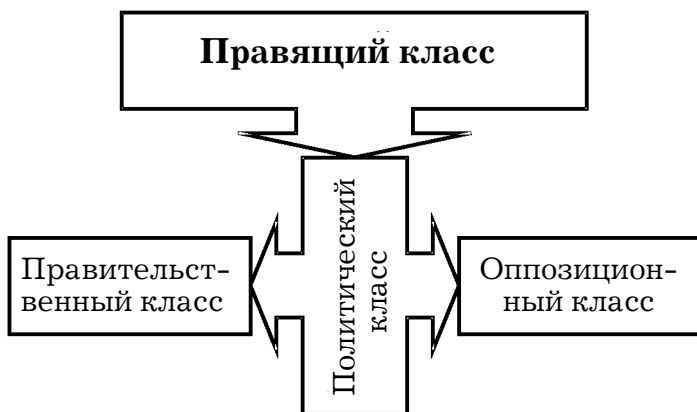 Правящий класс
Правительст-
венный класс
Политический
класс
Оппозицион-
ный класс